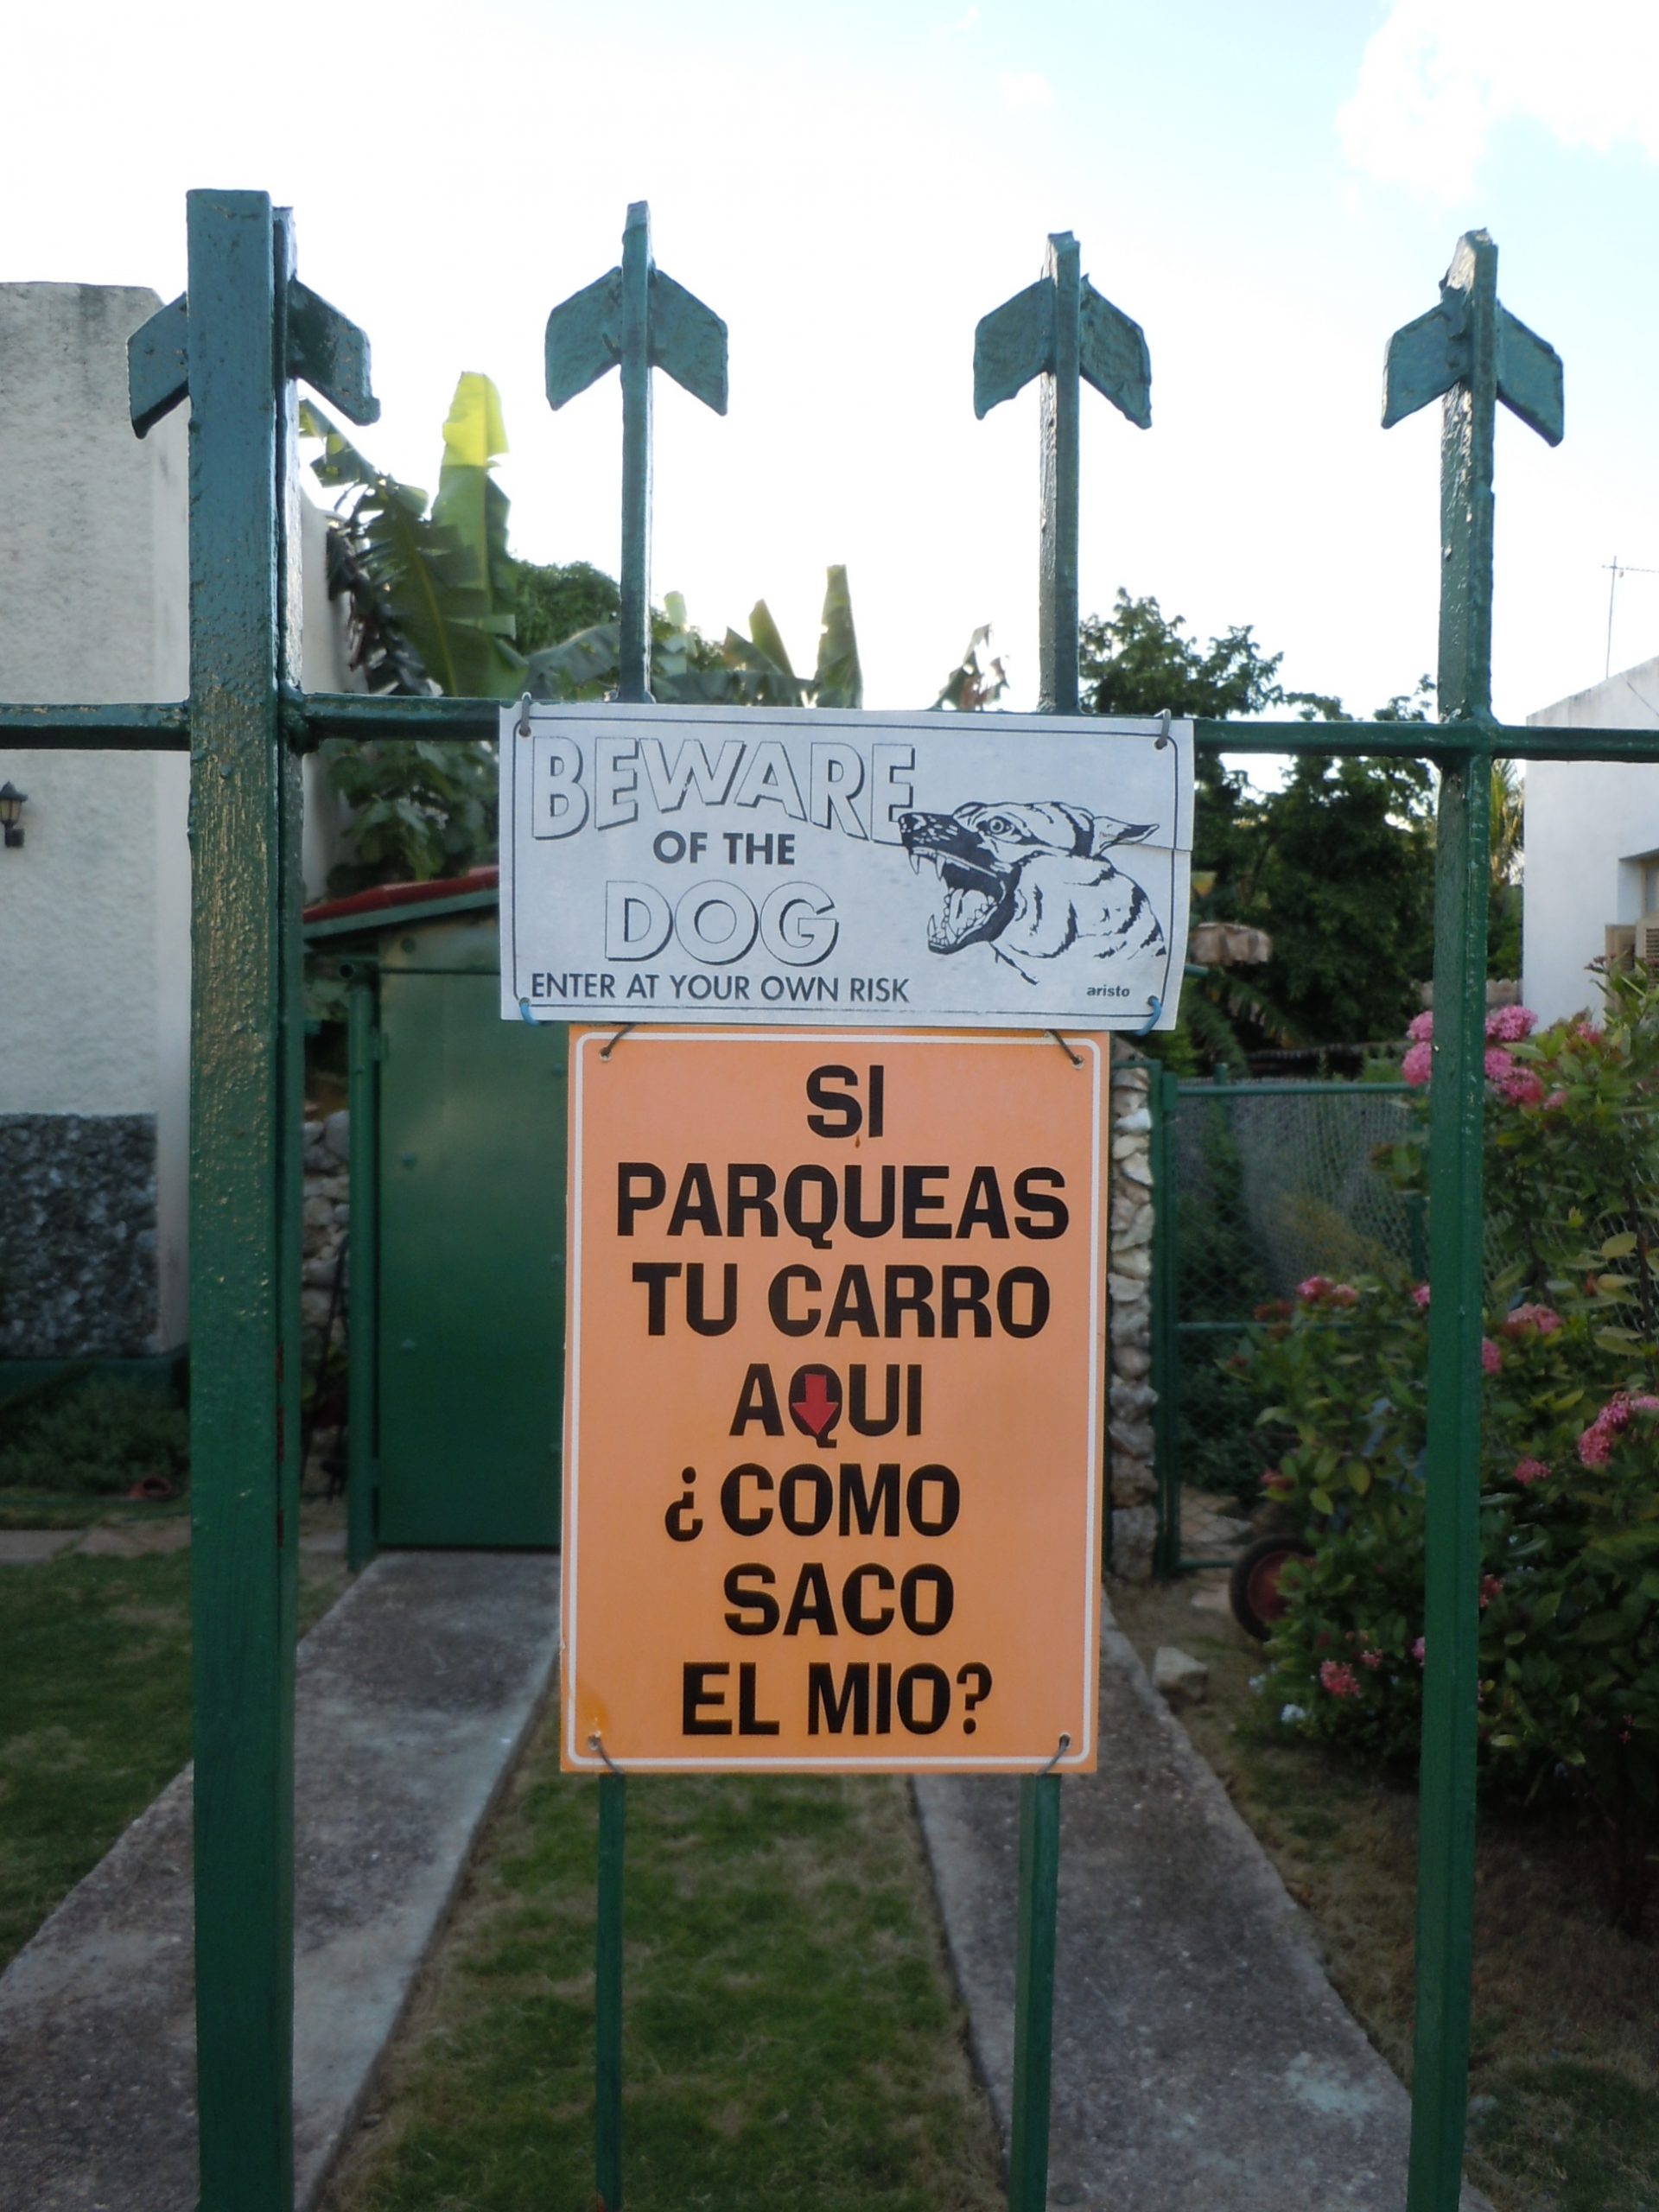 BEWARE
OF THE
DOG
ENTER AT YOUR OWN RISK
aristo
SI
PARQUEAS
TU CARRO
AQUI
¿COMO
SACO
EL MIO?